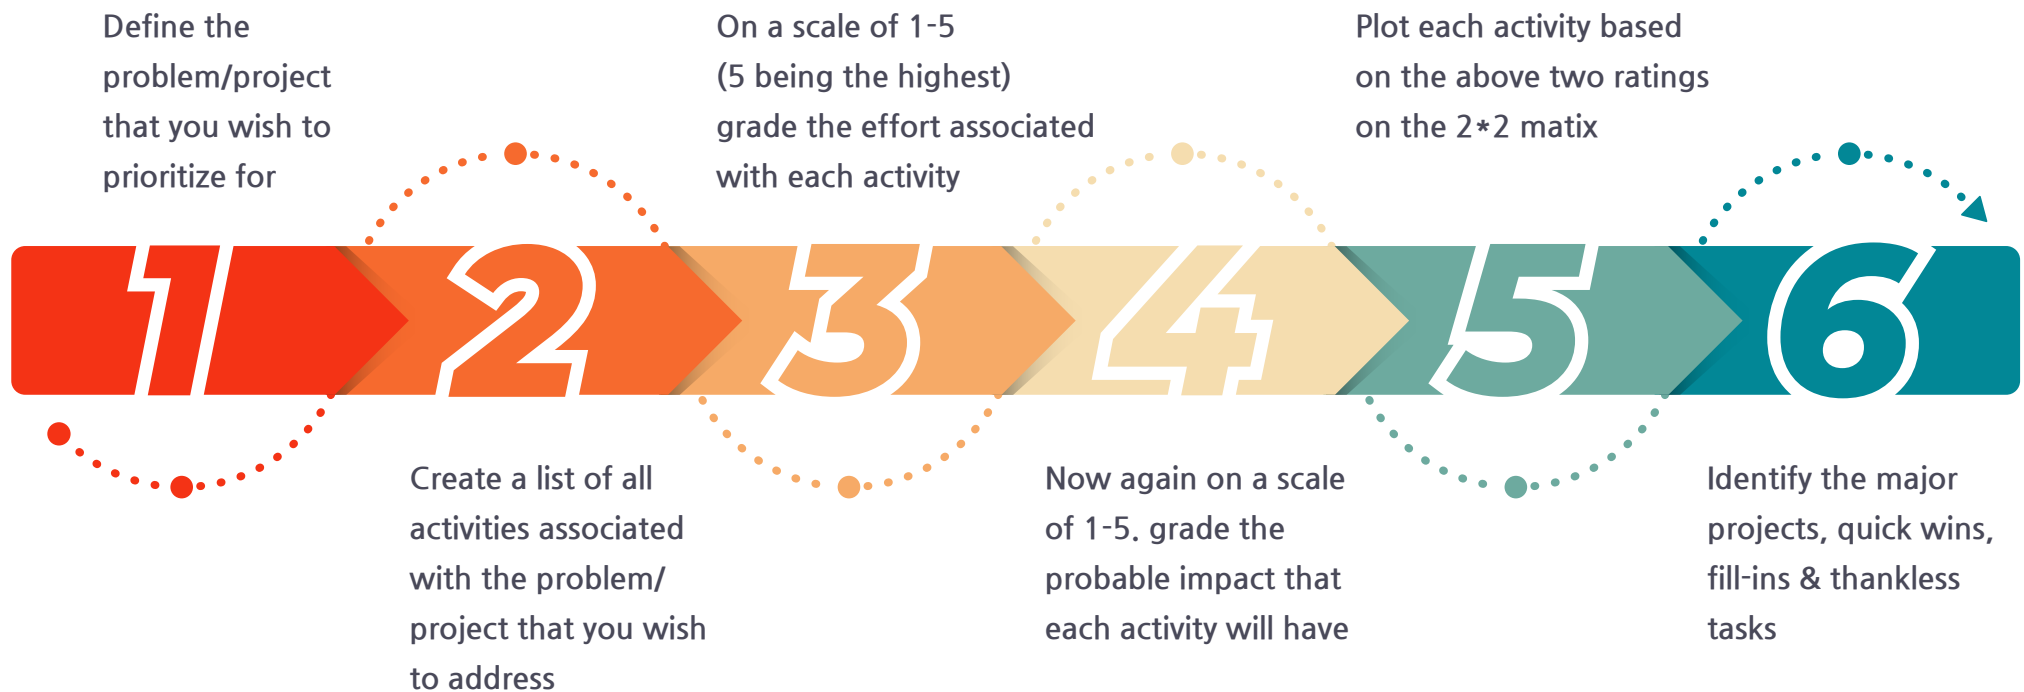 Define the
problem/project
that you wish to
prioritize for
1
Create a list of all
activities associated
with the problem/
project that you wish
to address
2
On a scale of 1-5
(5 being the highest)
grade the effort associated
with each activity
3
Now again on a scale
of 1-5. grade the
probable impact that
each activity will have
4
Plot each activity based
on the above two ratings
on the 2*2 matix
5
Identify the major
projects, quick wins,
fill-ins & thankless
tasks
6